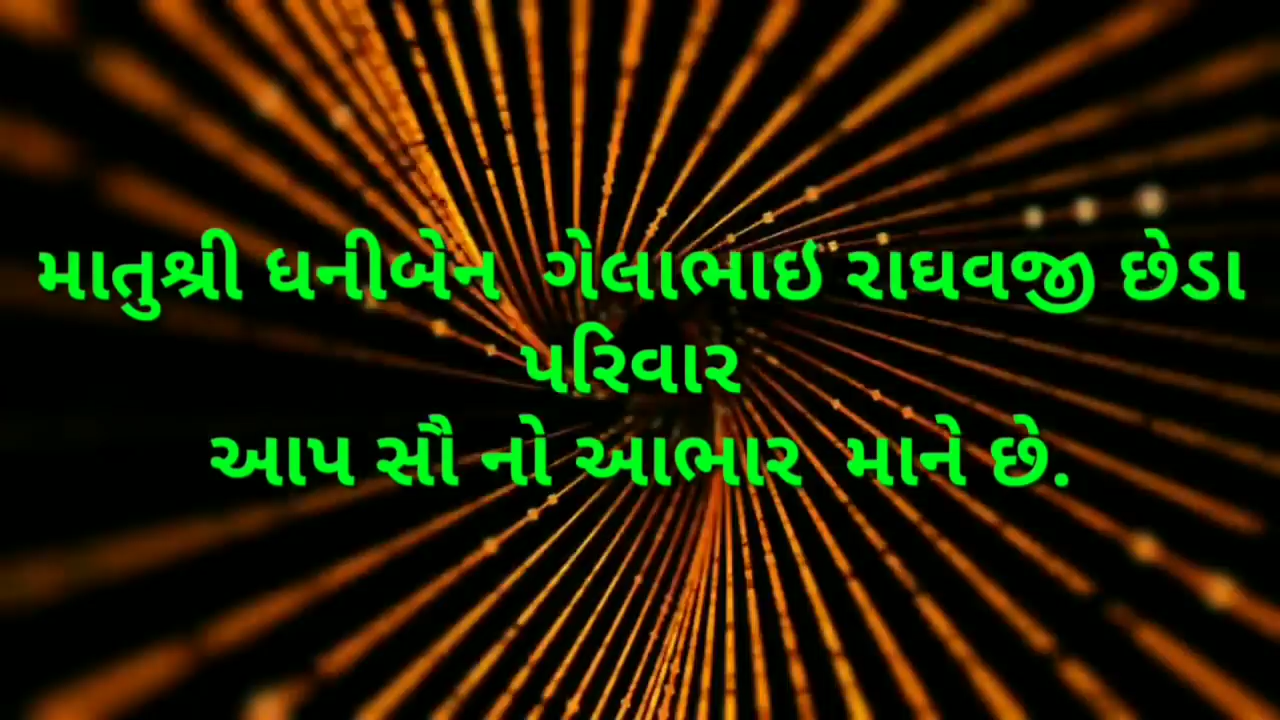 માતુશ્રી ધનીબેન  ગેલાભાઇ રાઘવજી છેડા
પરિવાર
આપ સૌ નો આભાર  માને છે.